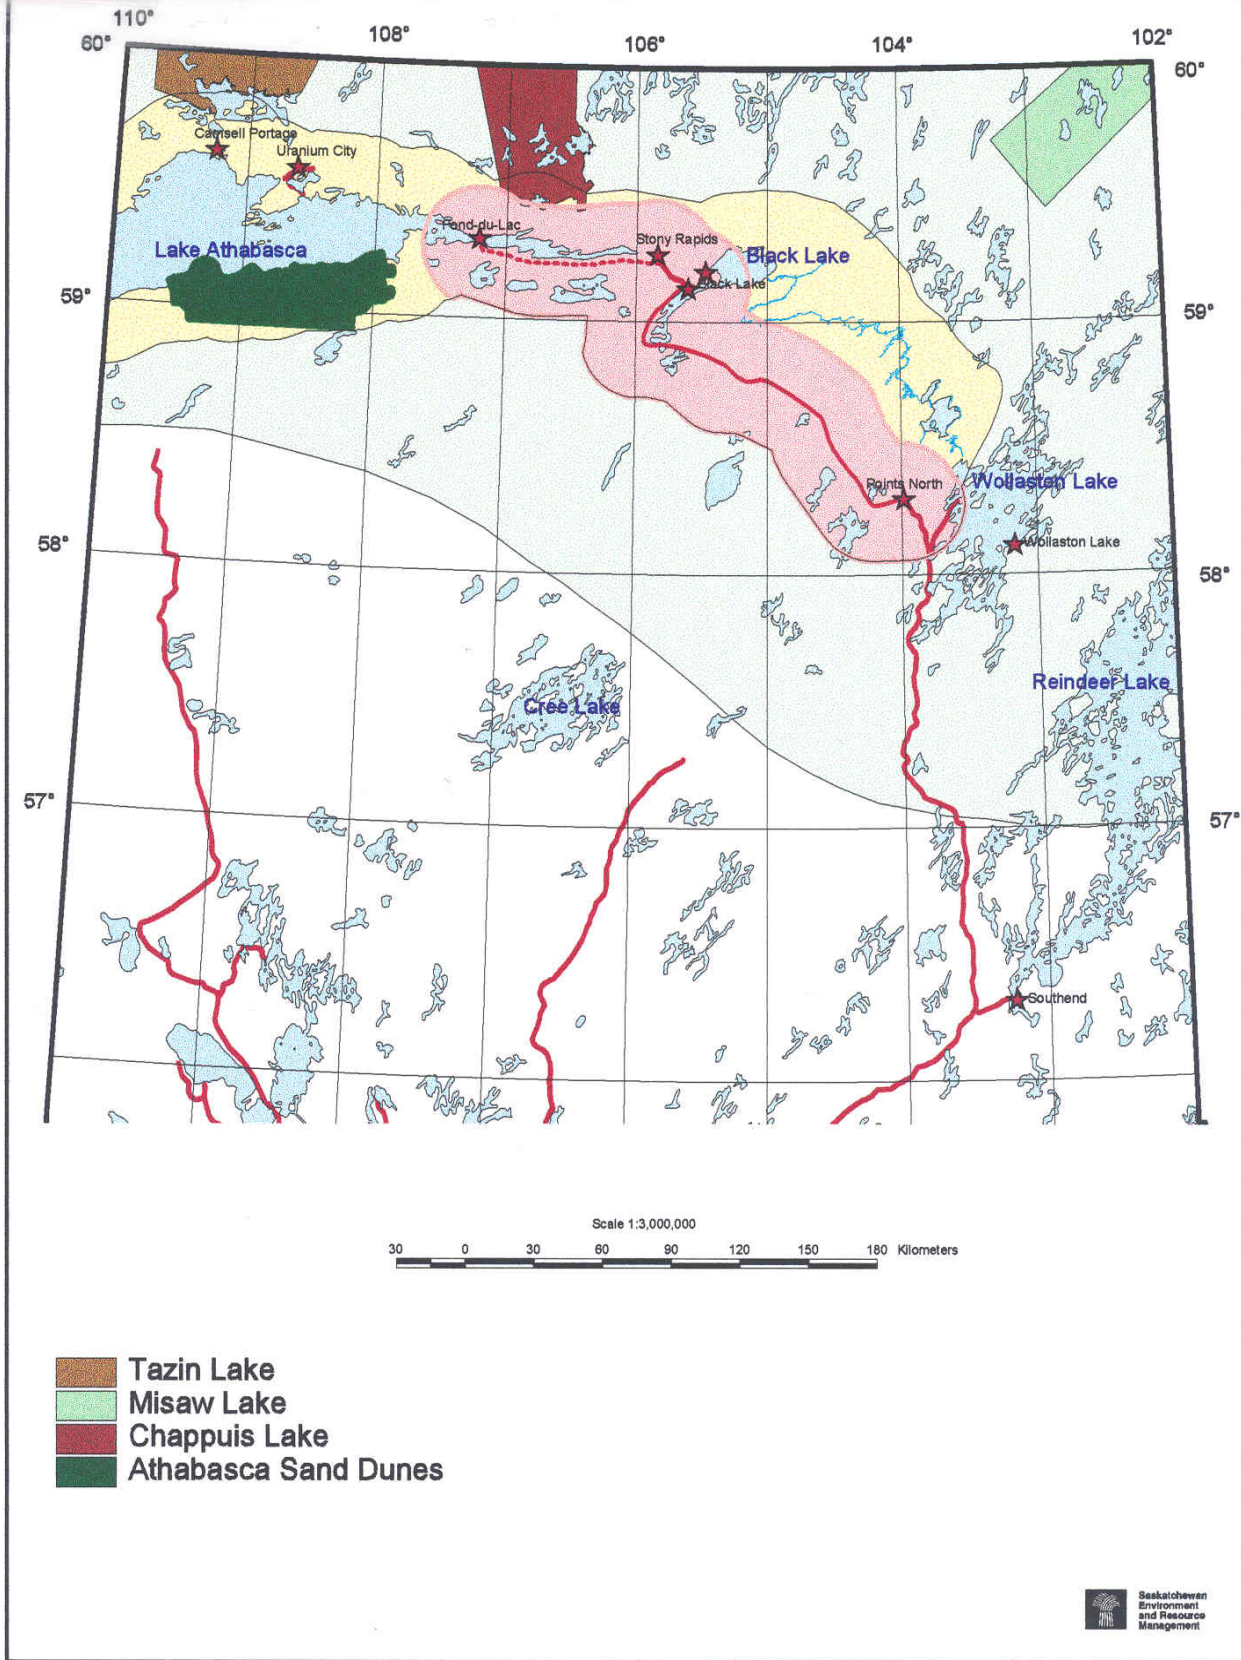 110°
60°
108°
106°
104°
102°
60°
Camsell Portage
Uranium City
Fond-du-Lac
Stony Rapids
Lake Athabasca
Black Lake
Black Lake
59°
59°
Points North
Wollaston Lake
Wollaston Lake
58°
58°
Reindeer Lake
Cree Lake
57°
57°
Southend
Scale 1:3,000,000
30 0 30 60 90 120 150 180 Kilometers
Tazin Lake
Misaw Lake
Chappuis Lake
Athabasca Sand Dunes
Saskatchewan
Environment
and Resource
Management